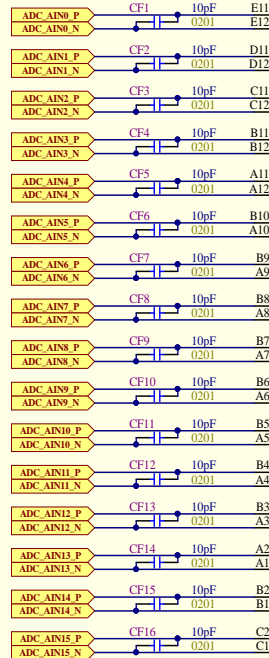 CF1 10pF E11
ADC_AIN0_P
ADC_AIN0_N 0201 E12
CF2 10pF D11
ADC_AIN1_P
ADC_AIN1_N 0201 D12
CF3 10pF C11
ADC_AIN2_P
ADC_AIN2_N 0201 C12
CF4 10pF B11
ADC_AIN3_P
ADC_AIN3_N 0201 B12
CF5 10pF A11
ADC_AIN4_P
ADC_AIN4_N 0201 A12
CF6 10pF B10
ADC_AIN5_P
ADC_AIN5_N 0201 A10
CF7 10pF B9
ADC_AIN6_P
ADC_AIN6_N 0201 A9
CF8 10pF B8
ADC_AIN7_P
ADC_AIN7_N 0201 A8
CF9 10pF B7
ADC_AIN8_P
ADC_AIN8_N 0201 A7
CF10 10pF B6
ADC_AIN9_P
ADC_AIN9_N 0201 A6
CF11 10pF B5
ADC_AIN10_P
ADC_AIN10_N 0201 A5
CF12 10pF B4
ADC_AIN11_P
ADC_AIN11_N 0201 A4
CF13 10pF B3
ADC_AIN12_P
ADC_AIN12_N 0201 A3
CF14 10pF A2
ADC_AIN13_P
ADC_AIN13_N 0201 A1
CF15 10pF B2
ADC_AIN14_P
ADC_AIN14_N 0201 B1
CF16 10pF C2
ADC_AIN15_P
ADC_AIN15_N 0201 C1